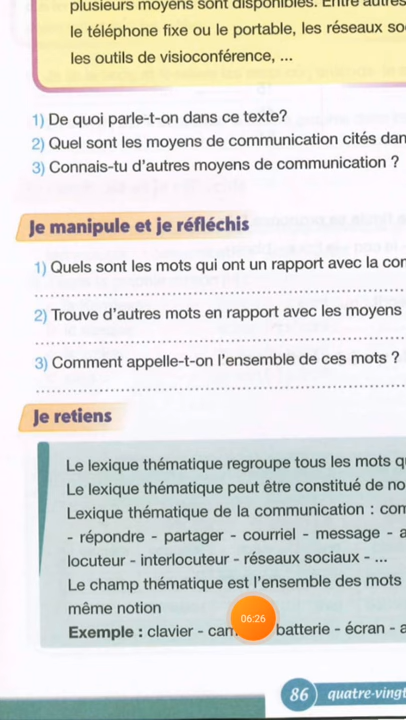 plusieurs moyens sont disponibles. Entre autres
le téléphone fixe ou le portable, les réseaux so
les outils de visioconférence, ...
1) De quoi parle-t-on dans ce texte?
2) Quel sont les moyens de communication cités dan
3) Connais-tu d'autres moyens de communication ?
Je manipule et je réfléchis
1) Quels sont les mots qui ont un rapport avec la cor
2) Trouve d'autres mots en rapport avec les moyens
3) Comment appelle-t-on l'ensemble de ces mots ?
Je retiens
Le lexique thématique regroupe tous les mots q
Le lexique thématique peut être constitué de no
Lexique thématique de la communication : com
- répondre - partager - courriel - message - a
locuteur - interlocuteur - réseaux sociaux - ...
Le champ thématique est l'ensemble des mots
même notion
06:26
Exemple : clavier - cam batterie - écran - a
86 quatre-vingt